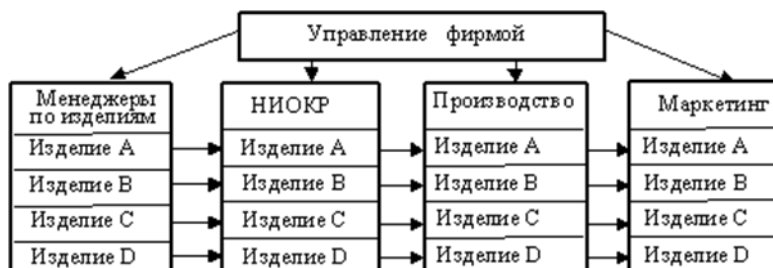 Управление фирмой
Менеджеры
по изделиям
НИОКР
Производство
Маркетинг
Изделие A
Изделие A
Изделие A
Изделие A
Изделие B
Изделие B
Изделие B
Изделие B
Изделие C
Изделие C
Изделие C
Изделие C
Изделие D
Изделие D
Изделие D
Изделие D